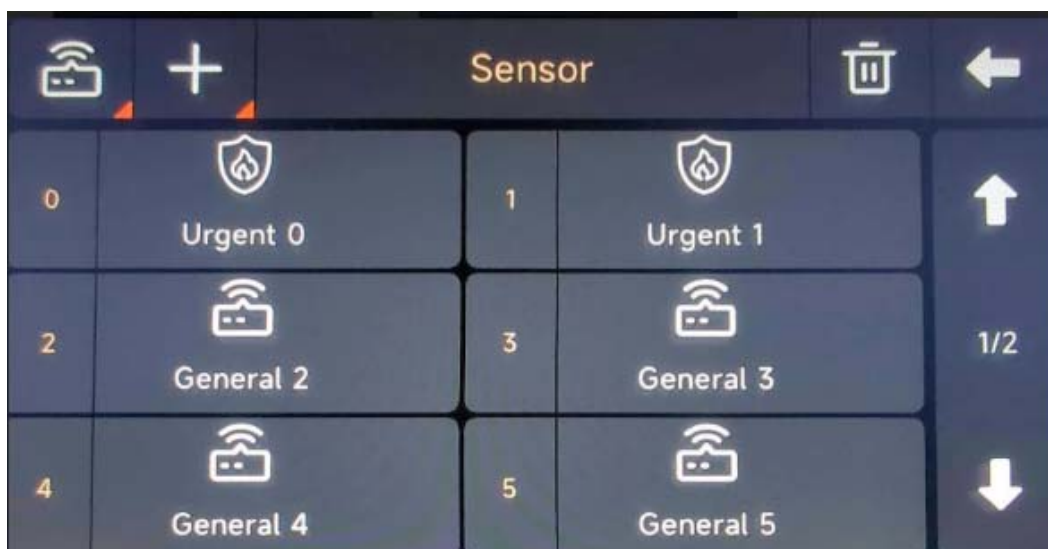 Sensor
0
Urgent 0
1
Urgent 1
2
General 2
3
General 3
1/2
4
General 4
5
General 5